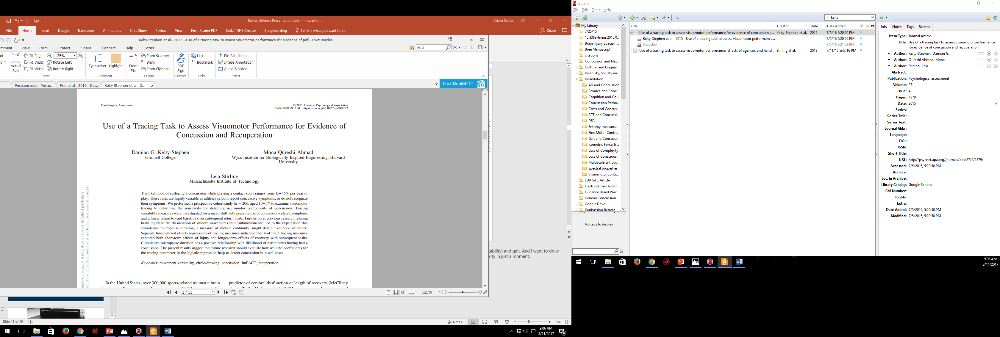 Raikes Defense Presentation.pptx - PowerPoint
Adam Raikes
File Home Insert Design Transitions Animations Slide Show Review View Foxit Reader PDF Soda PDF 8 Creator Storyboarding Tell me what you want to do
Share
Kelty-Stephen et al - 2015 - Use of a tracing task to assess visuomotor performance for evidence of.pdf - Foxit Reader
mment View Form Protect Share Connect Help Extras
Find
Actual Size
Fit Page
Fit Width
Fit Visible
125%
Rotate Left
Rotate Right
View
Typewriter
Highlight
Comment
From File
From Scanner
Blank
From Clipboard
Create
PDF Sign
Protect
Link
Bookmark
Links
File Attachment
Image Annotation
Audio & Video
Insert
Postconcussion Postu...
Fino et al - 2016 - De...
Kelty-Stephen et al - 2...
Foxit MobilePDF
Psychological Assessment
© 2015 American Psychological Association
1040-3590/15/$12.00 http://dx.doi.org/10.1037/pas0000122
Use of a Tracing Task to Assess Visuomotor Performance for Evidence of
Concussion and Recuperation
Damian G. Kelty-Stephen
Grinnell College
Mona Qureshi Ahmad
Wyss Institute for Biologically Inspired Engineering, Harvard
University
Leia Stirling
Massachusetts Institute of Technology
The likelihood of suffering a concussion while playing a contact sport ranges from 15–45% per year of
play. These rates are highly variable as athletes seldom report concussive symptoms, or do not recognize
their symptoms. We performed a prospective cohort study (n = 206, aged 10–17) to examine visuomotor
tracing to determine the sensitivity for detecting neuromotor components of concussion. Tracing
variability measures were investigated for a mean shift with presentation of concussion-related symptoms
and a linear return toward baseline over subsequent return visits. Furthermore, previous research relating
brain injury to the dissociation of smooth movements into “submovements” led to the expectation that
cumulative micropause duration, a measure of motion continuity, might detect likelihood of injury.
Separate linear mixed effects regressions of tracing measures indicated that 4 of the 5 tracing measures
captured both short-term effects of injury and longer-term effects of recovery with subsequent visits.
Cumulative micropause duration has a positive relationship with likelihood of participants having had a
concussion. The present results suggest that future research should evaluate how well the coefficients for
the tracing parameter in the logistic regression help to detect concussion in novel cases.
Keywords: movement variability, circle-drawing, concussion, ImPACT, recuperation
In the United States, over 300,000 sports-related traumatic brain
predictor of cerebral dysfunction or length of recovery (McClincy
an Psychological Association or one of its allied publishers.
se of the individual user and is not to be disseminated broadly.
3 / 11
125%
tability) and gait. And I want to draw
xity in just a moment.
21
Slide 19 of 49
Notes
78%
9:06 AM
3/11/2017
4
Zotero
File Edit Tools Help
kelty
My Library
7/25/15
10.3389-fneur.2016.0...
Brain Injury Special I...
Bree Manuscript
citations
Concussion and Neu...
Cultural and Linguist...
Disability, Society an...
Dissertation
AD and Concussion
Balance and Conc...
Cognition and Co...
Concussion Patho...
Costs and Concus...
CTE and Concussi...
DFA
Entropy measure...
Fine Motor Contro...
Gait and Concussi...
Isometric Force Tr...
Loss of Complexity
Loss of Conscious...
Multiscale Entropy...
Spectral properties
Visuomotor contr...
EDA SAC Article
Electrodermal Activit...
Evidence Based Prac...
General Concussion
Google Drive
Konkussion Retreat
No tags to display
Title Creator Date Date Added
Use of a tracing task to assess visuomotor performance for evidence of concussion a... Kelty-Stephen et al. 2015 7/5/16 5:20:50 PM
Kelty-Stephen et al - 2015 - Use of a tracing task to assess visuomotor performance... 7/5/16 5:20:56 PM
Snapshot 7/5/16 5:21:03 PM
Use of a tracing task to assess visuomotor performance: effects of age, sex, and hand... Stirling et al. 2013 7/11/16 5:42:16 PM
Info Notes Tags Related
Item Type: Journal Article
Title: Use of a tracing task to assess visuomotor performance
for evidence of concussion and recuperation.
Author: Kelty-Stephen, Damian G.
Author: Qureshi Ahmad, Mona
Author: Stirling, Leia
Abstract:
Publication: Psychological assessment
Volume: 27
Issue: 4
Pages: 1379
Date: 2015 y
Series:
Series Title:
Series Text:
Journal Abbr:
Language:
DOI:
ISSN:
Short Title:
URL: http://psycnet.apa.org/journals/pas/27/4/1379/
Accessed: 7/5/2016, 5:20:50 PM
Archive:
Loc. in Archive:
Library Catalog: Google Scholar
Call Number:
Rights:
Extra:
Date Added: 7/5/2016, 5:20:50 PM
Modified: 7/5/2016, 5:20:50 PM
9:06 AM
3/11/2017